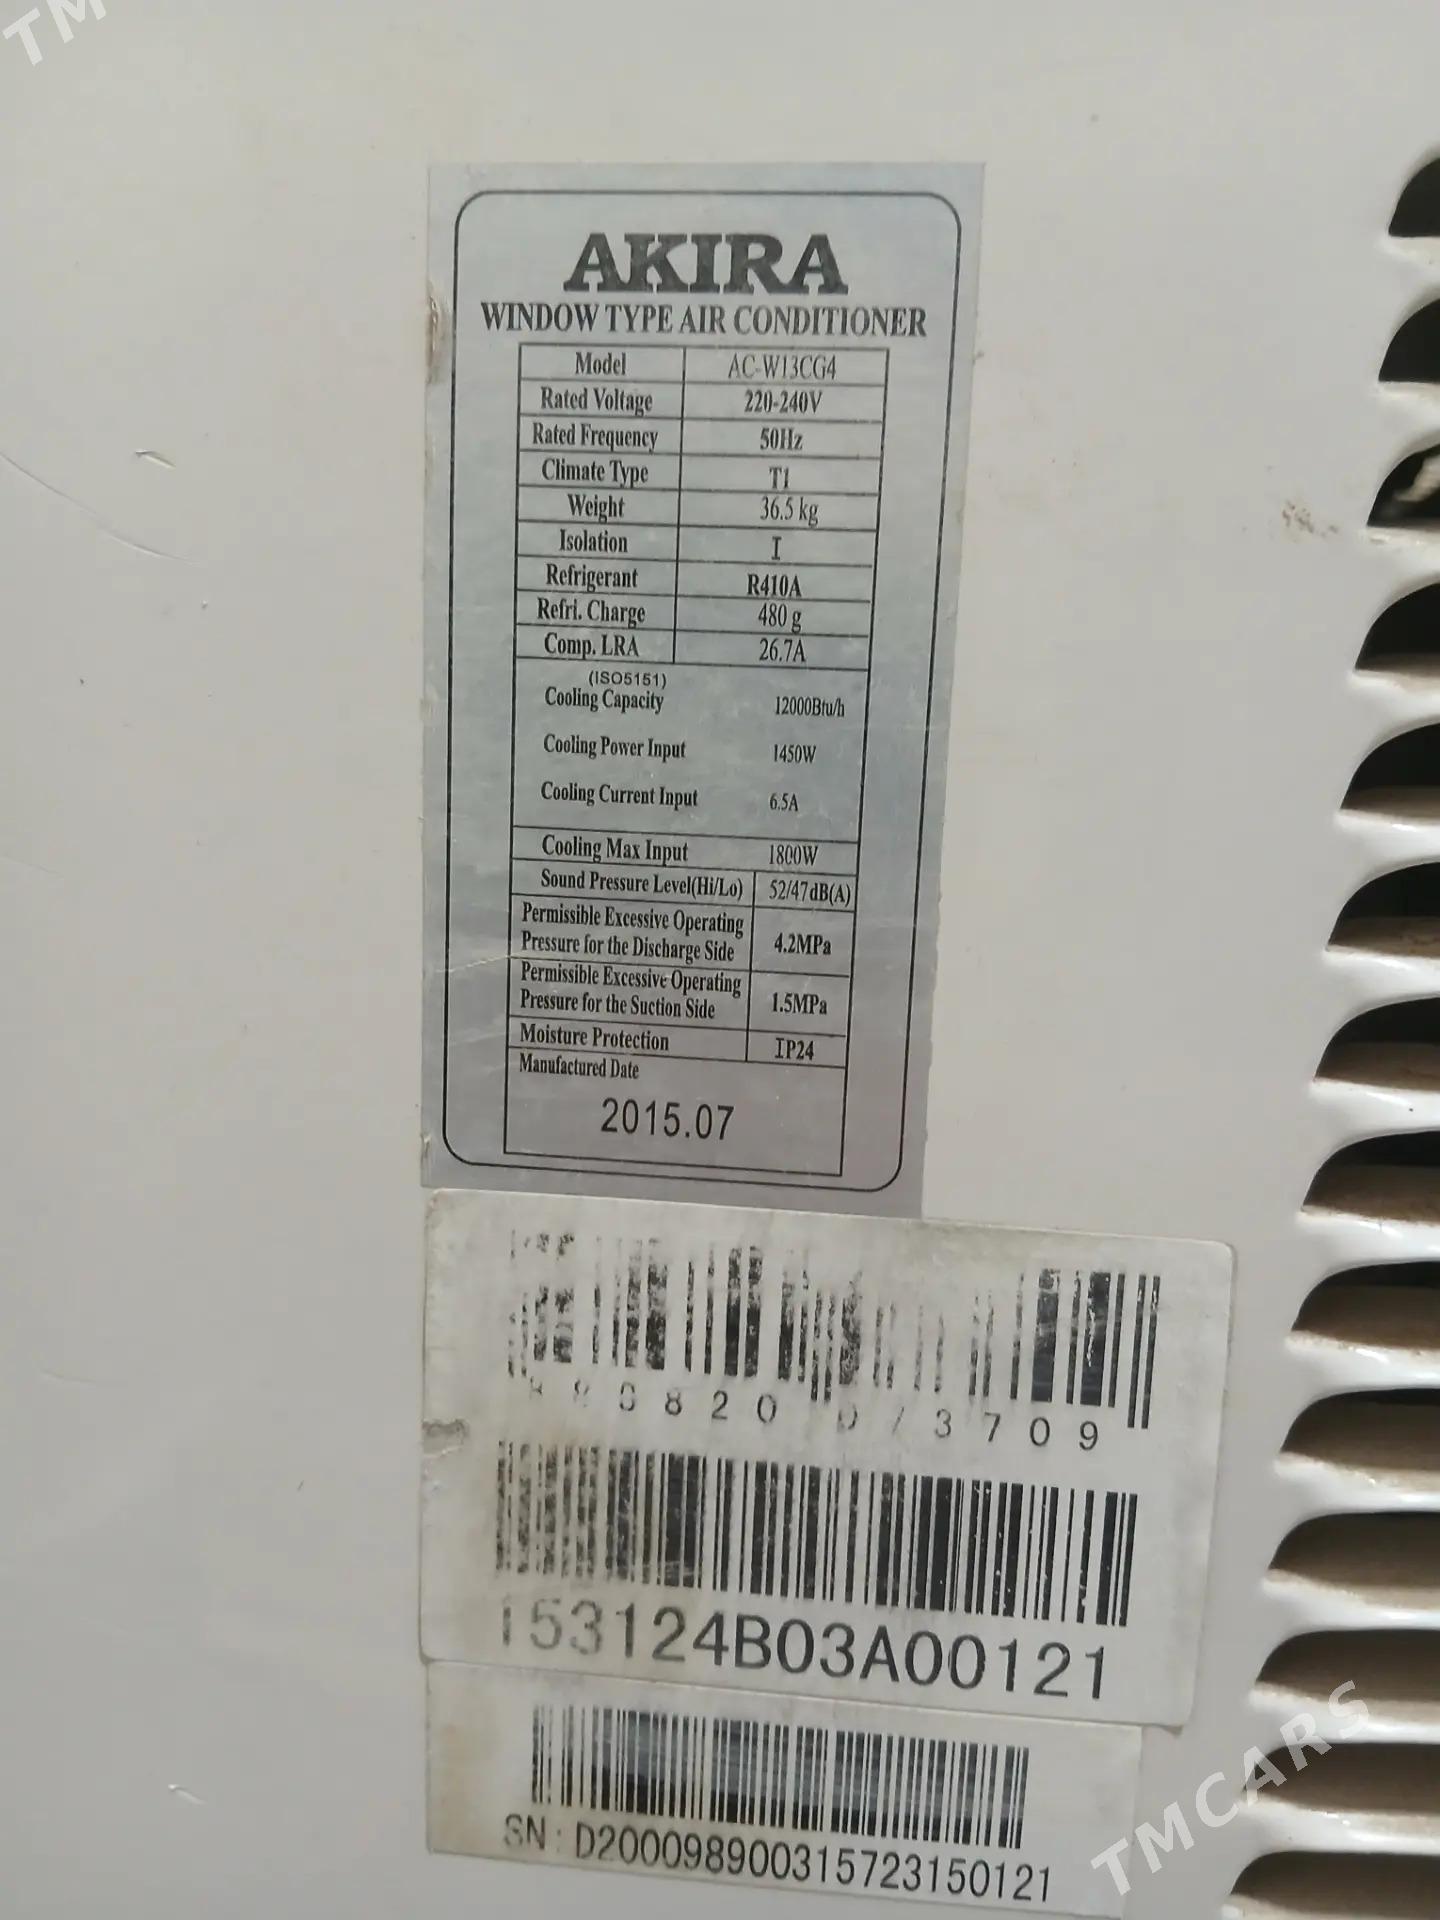 TM
AKIRA
WINDOW TYPE AIR CONDITIONER
Model AC-W13CG4
Rated Voltage 220-240V
Rated Frequency 50Hz
Climate Type T1
Weight 36.5 kg
Isolation I
Refrigerant R410A
Refri. Charge 480 g
Comp. LRA 26.7A
(ISO5151)
Cooling Capacity 12000Btu/h
Cooling Power Input 1450W
Cooling Current Input 6.5A
Cooling Max Input 1800W
Sound Pressure Level(Hi/Lo) 52/47dB(A)
Permissible Excessive Operating
Pressure for the Discharge Side 4.2MPa
Permissible Excessive Operating
Pressure for the Suction Side 1.5MPa
Moisture Protection IP24
Manufactured Date
2015.07
153124B03A00121
SN: D200098900315723150121
TMCARS